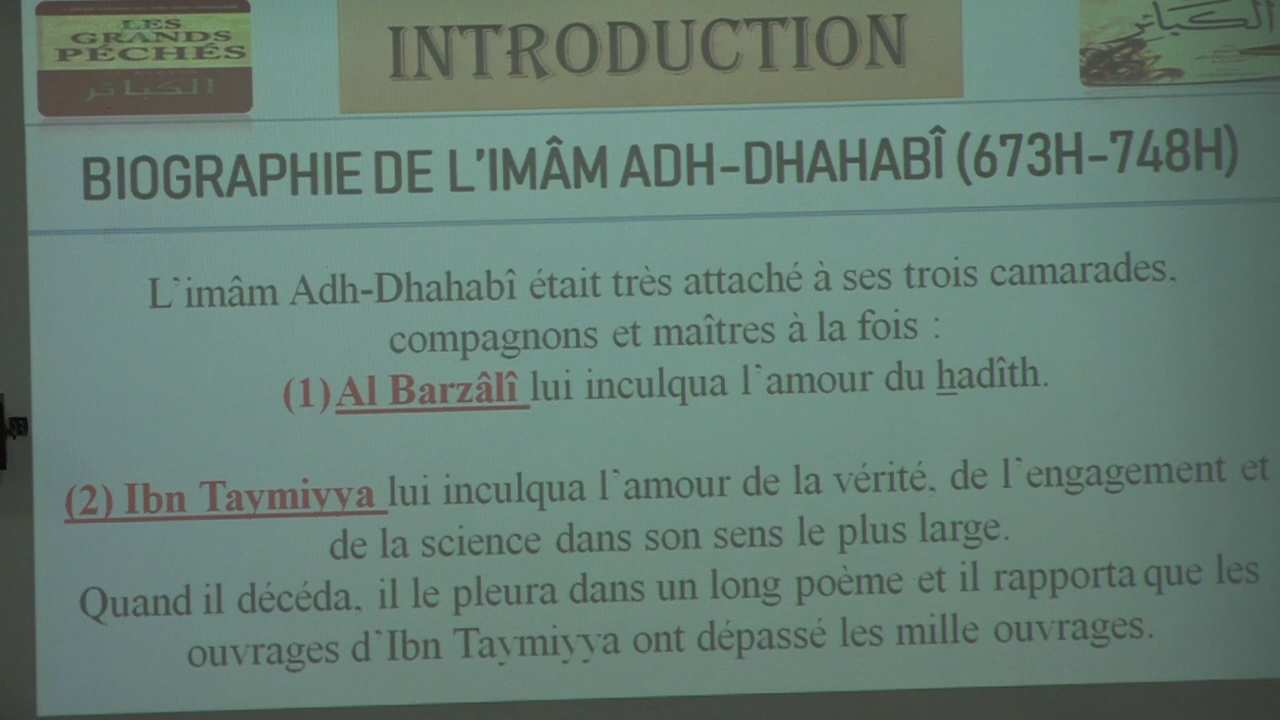 LES
GRANDS
PÉCHÉS
الكبائر
INTRODUCTION
الكبائر
BIOGRAPHIE DE L'IMÂM ADH-DHAHABÎ (673H-748H)
L'imâm Adh-Dhahabî était très attaché à ses trois camarades,
compagnons et maîtres à la fois :
(1) Al Barzâlî lui inculqua l'amour du hadîth.
(2) Ibn Taymiyya lui inculqua l'amour de la vérité, de l'engagement et
de la science dans son sens le plus large.
Quand il décéda, il le pleura dans un long poème et il rapporta que les
ouvrages d'Ibn Taymiyya ont dépassé les mille ouvrages.